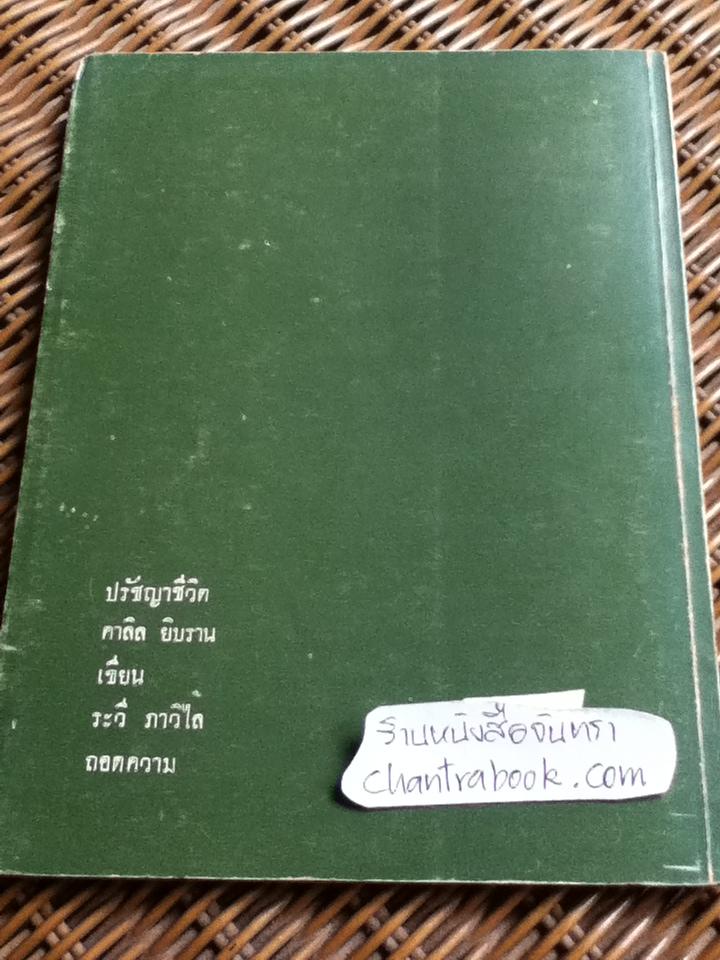 ปรัชญาชีวิต
คาลิล ยิบราน
เขียน
ระวี ภาวิไล
ถอดความ
ร้านหนังสือจันทรา
chantrabook.com